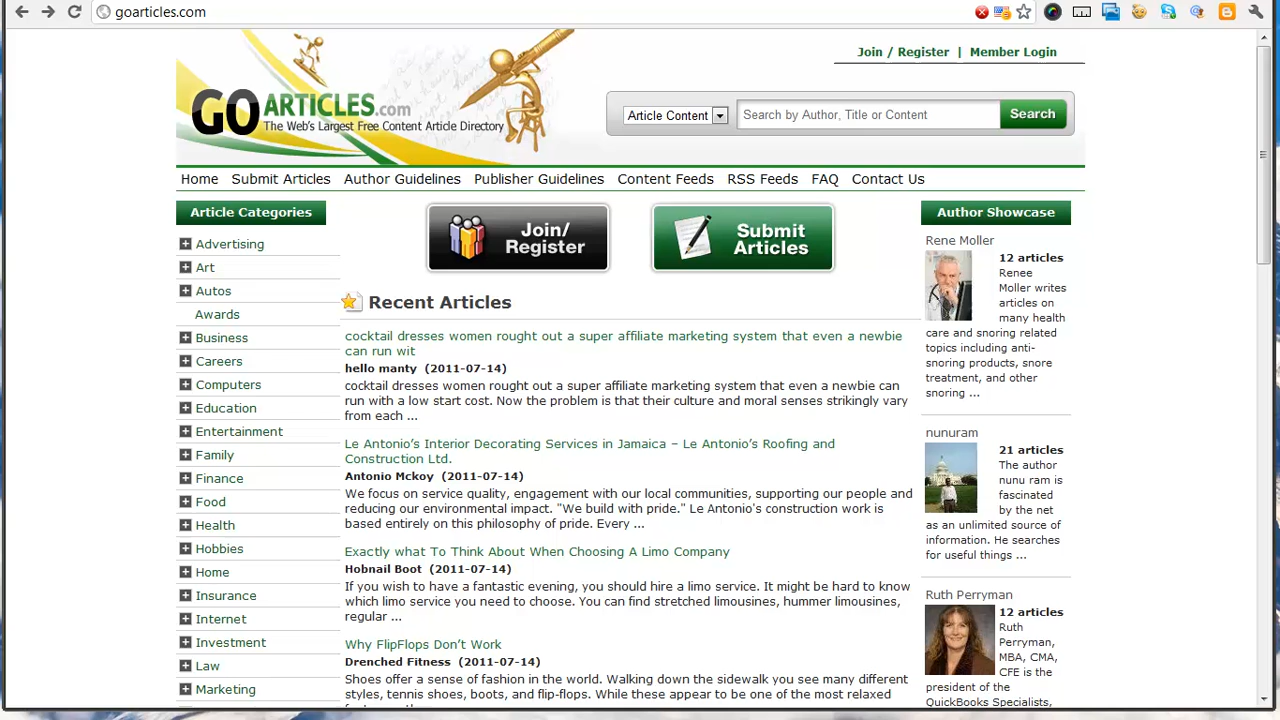 goarticles.com
Join / Register | Member Login
GOARTICLES.com
The Web's Largest Free Content Article Directory
Article Content
Search by Author, Title or Content
Search
Home Submit Articles Author Guidelines Publisher Guidelines Content Feeds RSS Feeds FAQ Contact Us
Article Categories
Advertising
Art
Autos
Awards
Business
Careers
Computers
Education
Entertainment
Family
Finance
Food
Health
Hobbies
Home
Insurance
Internet
Investment
Law
Marketing
Join/
Register
Submit
Articles
Recent Articles
cocktail dresses women rought out a super affiliate marketing system that even a newbie
can run wit
hello manty (2011-07-14)
cocktail dresses women rought out a super affiliate marketing system that even a newbie can
run with a low start cost. Now the problem is that their culture and moral senses strikingly vary
from each ...
Le Antonio's Interior Decorating Services in Jamaica – Le Antonio's Roofing and
Construction Ltd.
Antonio Mckoy (2011-07-14)
We focus on service quality, engagement with our local communities, supporting our people and
reducing our environmental impact. "We build with pride." Le Antonio's construction work is
based entirely on this philosophy of pride. Every ...
Exactly what To Think About When Choosing A Limo Company
Hobnail Boot (2011-07-14)
If you wish to have a fantastic evening, you should hire a limo service. It might be hard to know
which limo service you need to choose. You can find stretched limousines, hummer limousines,
regular ...
Why FlipFlops Don't Work
Drenched Fitness (2011-07-14)
Shoes offer a sense of fashion in the world. Walking down the sidewalk you see many different
styles, tennis shoes, boots, and flip-flops. While these appear to be one of the most relaxed
Author Showcase
Rene Moller
12 articles
Renee
Moller writes
articles on
many health
care and snoring related
topics including anti-
snoring products, snore
treatment, and other
snoring ...
nunuram
21 articles
The author
nunu ram is
fascinated
by the net
as an unlimited source of
information. He searches
for useful things ...
Ruth Perryman
12 articles
Ruth
Perryman,
MBA, CMA,
CFE is the
president of the
QuickBooks Specialists,